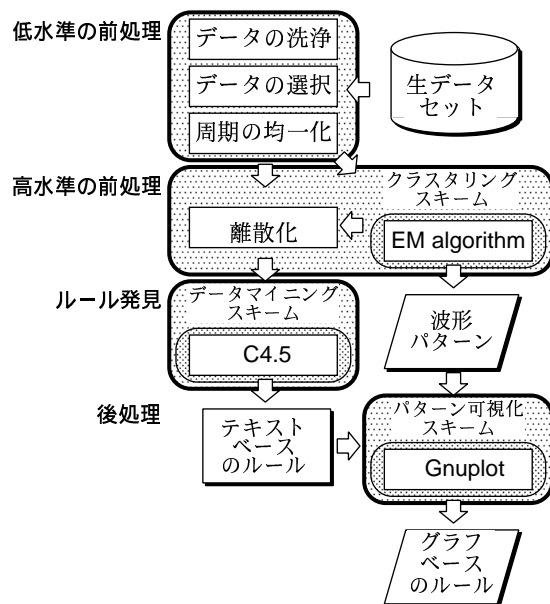 低水準の前処理
データの洗浄
データの選択
周期の均一化
生データ
セット
高水準の前処理
クラスタリング
スキーム
離散化
EM algorithm
ルール発見
データマイニング
スキーム
C4.5
波形
パターン
後処理
テキスト
ベース
のルール
パターン可視化
スキーム
Gnuplot
グラフ
ベース
のルール